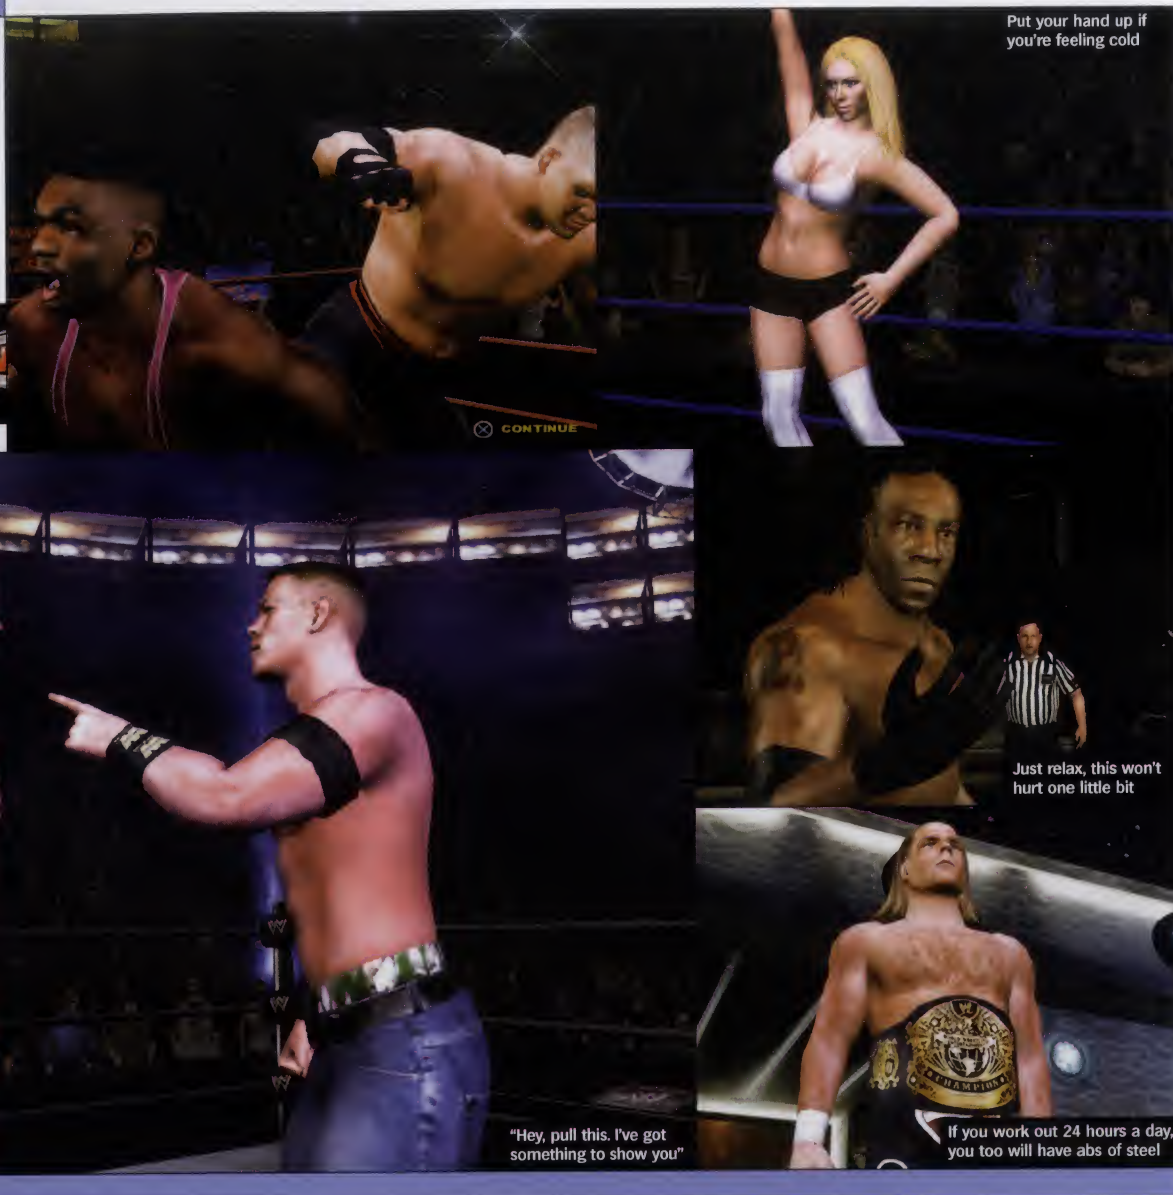 Put your hand up if
you're feeling cold
CONTINUE
Just relax, this won't
hurt one little bit
CHAMPION
"Hey, pull this. I've got
something to show you"
If you work out 24 hours a day,
you too will have abs of steel